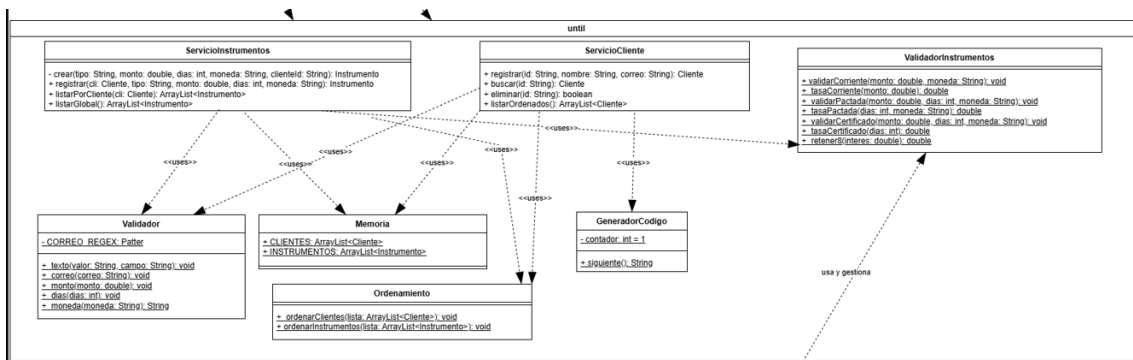 until
ServicioInstrumentos
- crear(tipo: String, monto: double, dias: int, moneda: String, clienteId: String): Instrumento
+ registrar(cli: Cliente, tipo: String, monto: double, dias: int, moneda: String): Instrumento
+ listarPorCliente(cli: Cliente): ArrayList<Instrumento>
+ listarGlobal(): ArrayList<Instrumento>
ServicioCliente
+ registrar(id: String, nombre: String, correo: String): Cliente
+ buscar(id: String): Cliente
+ eliminar(id: String): boolean
+ listarOrdenados(): ArrayList<Cliente>
ValidadorInstrumentos
+ validarCorriente(monto: double, moneda: String): void
+ tasaCorriente(monto: double): double
+ validarPactada(monto: double, dias: int, moneda: String): void
+ tasaPactada(dias: int, moneda: String): double
+ validarCertificado(monto: double, dias: int, moneda: String): void
+ tasaCertificado(dias: int): double
+ retener8(interes: double): double
<<uses>>
<<uses>>
<<uses>>
<<uses>>
<<uses>>
<<uses>>
<<uses>>
<<uses>>
Validador
- CORREO_REGEX: Patter
+ texto(valor: String, campo: String): void
+ correo(correo: String): void
+ monto(monto: double): void
+ dias(dias: int): void
+ moneda(moneda: String): String
Memoria
+ CLIENTES: ArrayList<Cliente>
+ INSTRUMENTOS: ArrayList<Instrumento>
GeneradorCodigo
- contador: int = 1
+ siguiente(): String
Ordenamiento
+ ordenarClientes(lista: ArrayList<Cliente>): void
+ ordenarInstrumentos(lista: ArrayList<Instrumento>): void
usa y gestiona